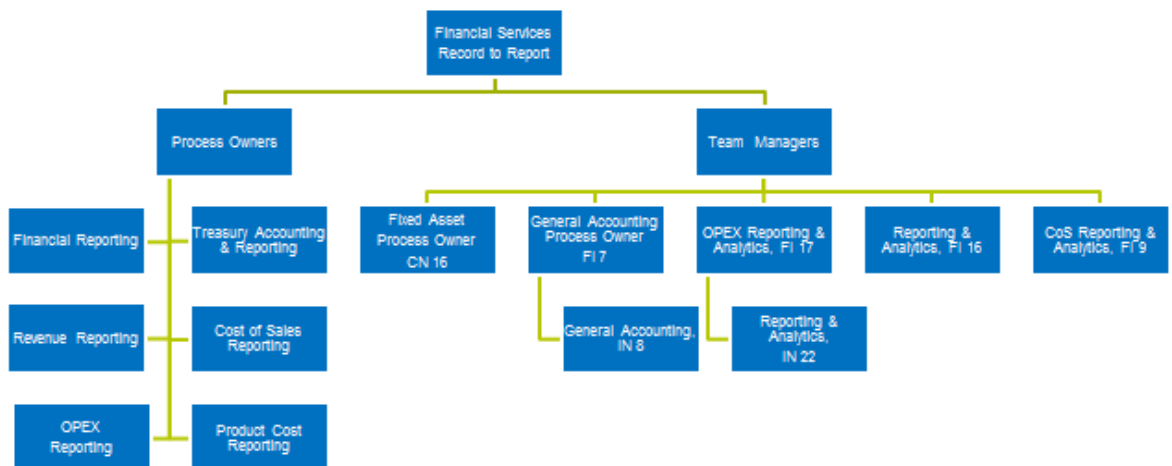 Financial Services
Record to Report
Process Owners
Team Managers
Financial Reporting
Treasury Accounting
& Reporting
Fixed Asset
Process Owner
CN 16
General Accounting
Process Owner
FI 7
OPEX Reporting &
Analytics, FI 17
Reporting &
Analytics, FI 16
CoS Reporting &
Analytics, FI 9
Revenue Reporting
Cost of Sales
Reporting
General Accounting,
IN 8
Reporting &
Analytics,
IN 22
OPEX
Reporting
Product Cost
Reporting